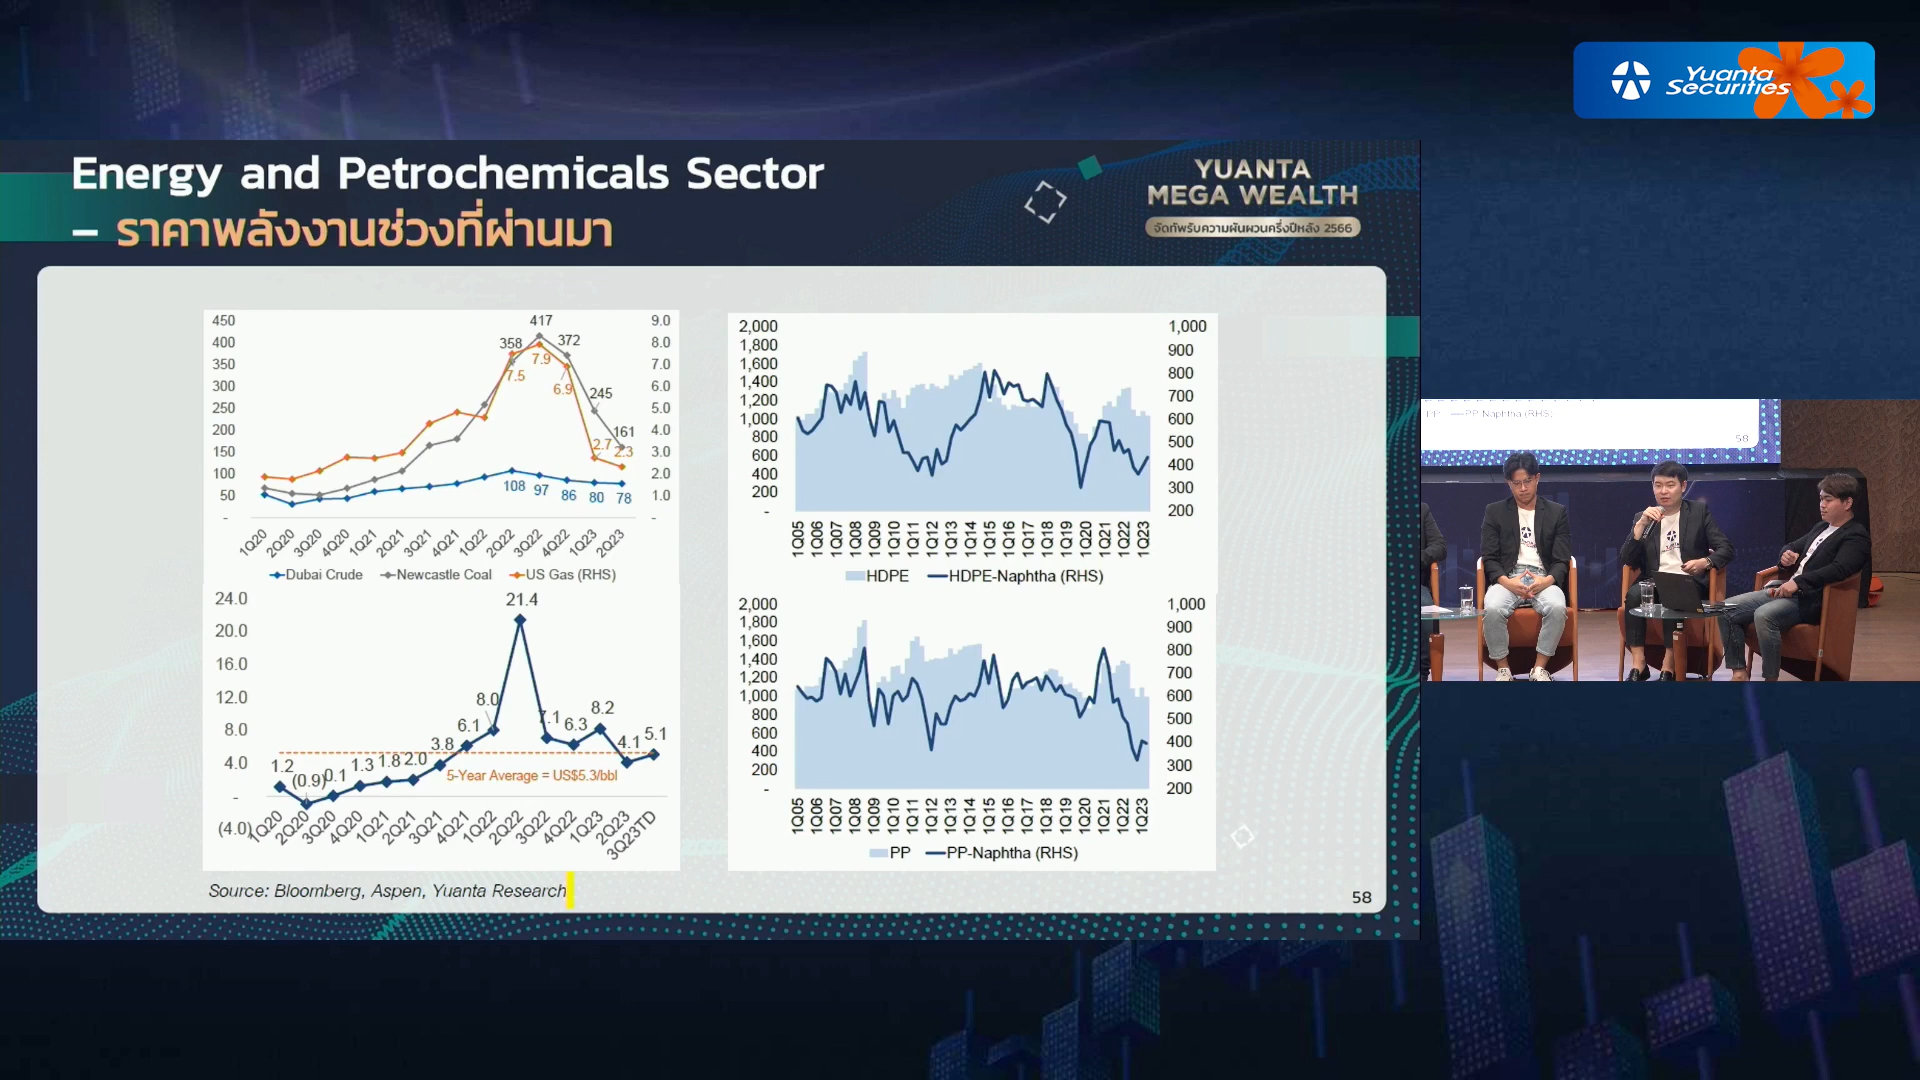 Yuanta
Securities
Energy and Petrochemicals Sector
– ราคาพลังงานช่วงที่ผ่านมา
YUANTA
MEGA WEALTH
จัดทัพรับความผันผวนครึ่งปีหลัง 2566
450
400
350
300
250
200
150
100
50
-
9.0
8.0
7.0
6.0
5.0
4.0
3.0
2.0
1.0
-
358
417
372
245
161
7.5
7.9
6.9
2.7
2.3
108
97
86
80
78
1Q20
2Q20
3Q20
4Q20
1Q21
2Q21
3Q21
4Q21
1Q22
2Q22
3Q22
4Q22
1Q23
2Q23
Dubai Crude
Newcastle Coal
US Gas (RHS)
24.0
20.0
16.0
12.0
8.0
4.0
-
(4.0)
1.2
(0.9)
0.1
1.3
1.8
2.0
3.8
6.1
8.0
21.4
7.1
6.3
8.2
4.1
5.1
5-Year Average = US$5.3/bbl
1Q20
2Q20
3Q20
4Q20
1Q21
2Q21
3Q21
4Q21
1Q22
2Q22
3Q22
4Q22
1Q23
2Q23
3Q23TD
2,000
1,800
1,600
1,400
1,200
1,000
800
600
400
200
-
1,000
900
800
700
600
500
400
300
200
1Q05
1Q06
1Q07
1Q08
1Q09
1Q10
1Q11
1Q12
1Q13
1Q14
1Q15
1Q16
1Q17
1Q18
1Q19
1Q20
1Q21
1Q22
1Q23
HDPE
HDPE-Naphtha (RHS)
2,000
1,800
1,600
1,400
1,200
1,000
800
600
400
200
-
1,000
900
800
700
600
500
400
300
200
1Q05
1Q06
1Q07
1Q08
1Q09
1Q10
1Q11
1Q12
1Q13
1Q14
1Q15
1Q16
1Q17
1Q18
1Q19
1Q20
1Q21
1Q22
1Q23
PP
PP-Naphtha (RHS)
Source: Bloomberg, Aspen, Yuanta Research
58
PP
PP-Naphtha (RHS)
58